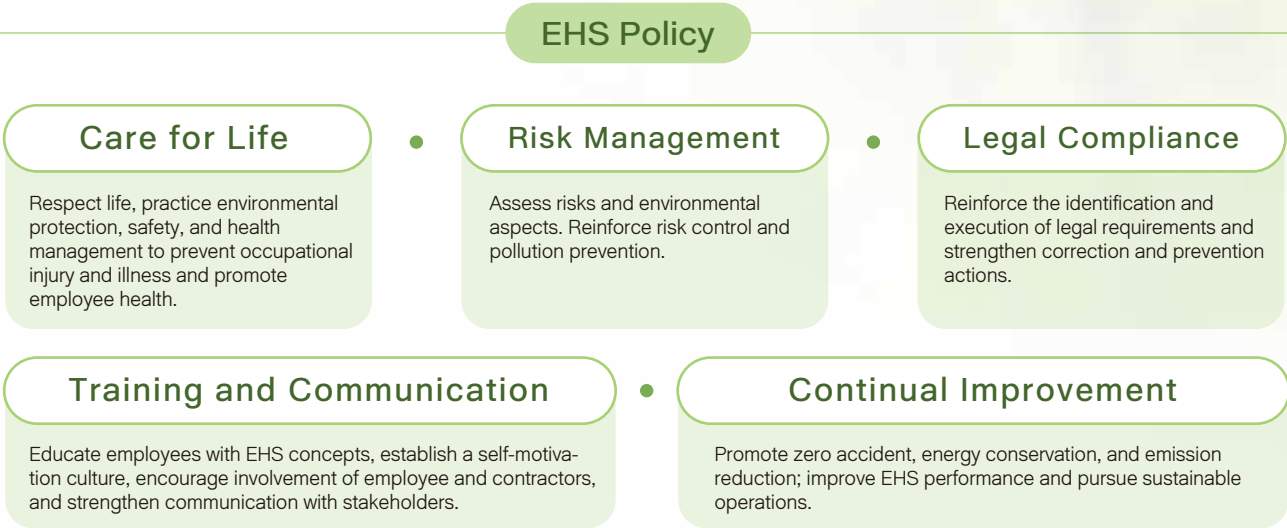 EHS Policy
Care for Life
Respect life, practice environmental
protection, safety, and health
management to prevent occupational
injury and illness and promote
employee health.
Risk Management
Assess risks and environmental
aspects. Reinforce risk control and
pollution prevention.
Legal Compliance
Reinforce the identification and
execution of legal requirements and
strengthen correction and prevention
actions.
Training and Communication
Educate employees with EHS concepts, establish a self-motiva-
tion culture, encourage involvement of employee and contractors,
and strengthen communication with stakeholders.
Continual Improvement
Promote zero accident, energy conservation, and emission
reduction; improve EHS performance and pursue sustainable
operations.